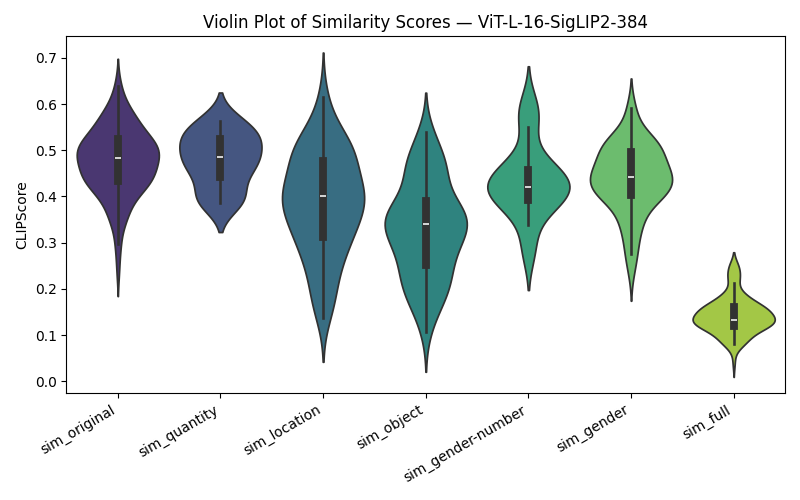 Violin Plot of Similarity Scores — ViT-L-16-SigLIP2-384
CLIPScore
0.7
0.6
0.5
0.4
0.3
0.2
0.1
0.0
sim_original
sim_quantity
sim_location
sim_object
sim_gender-number
sim_gender
sim_full